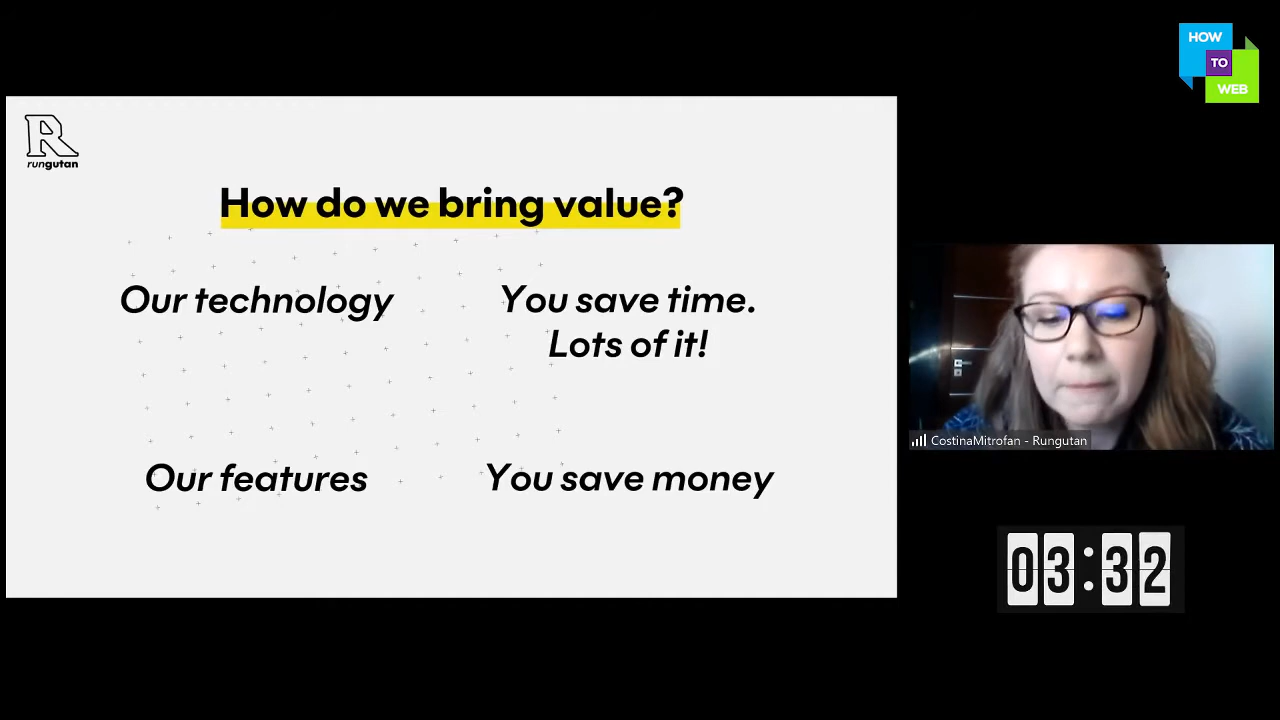 HOW
TO
WEB
R
rungutan
How do we bring value?
Our technology
You save time.
Lots of it!
Our features
You save money
CostinaMitrofan - Rungutan
03:32